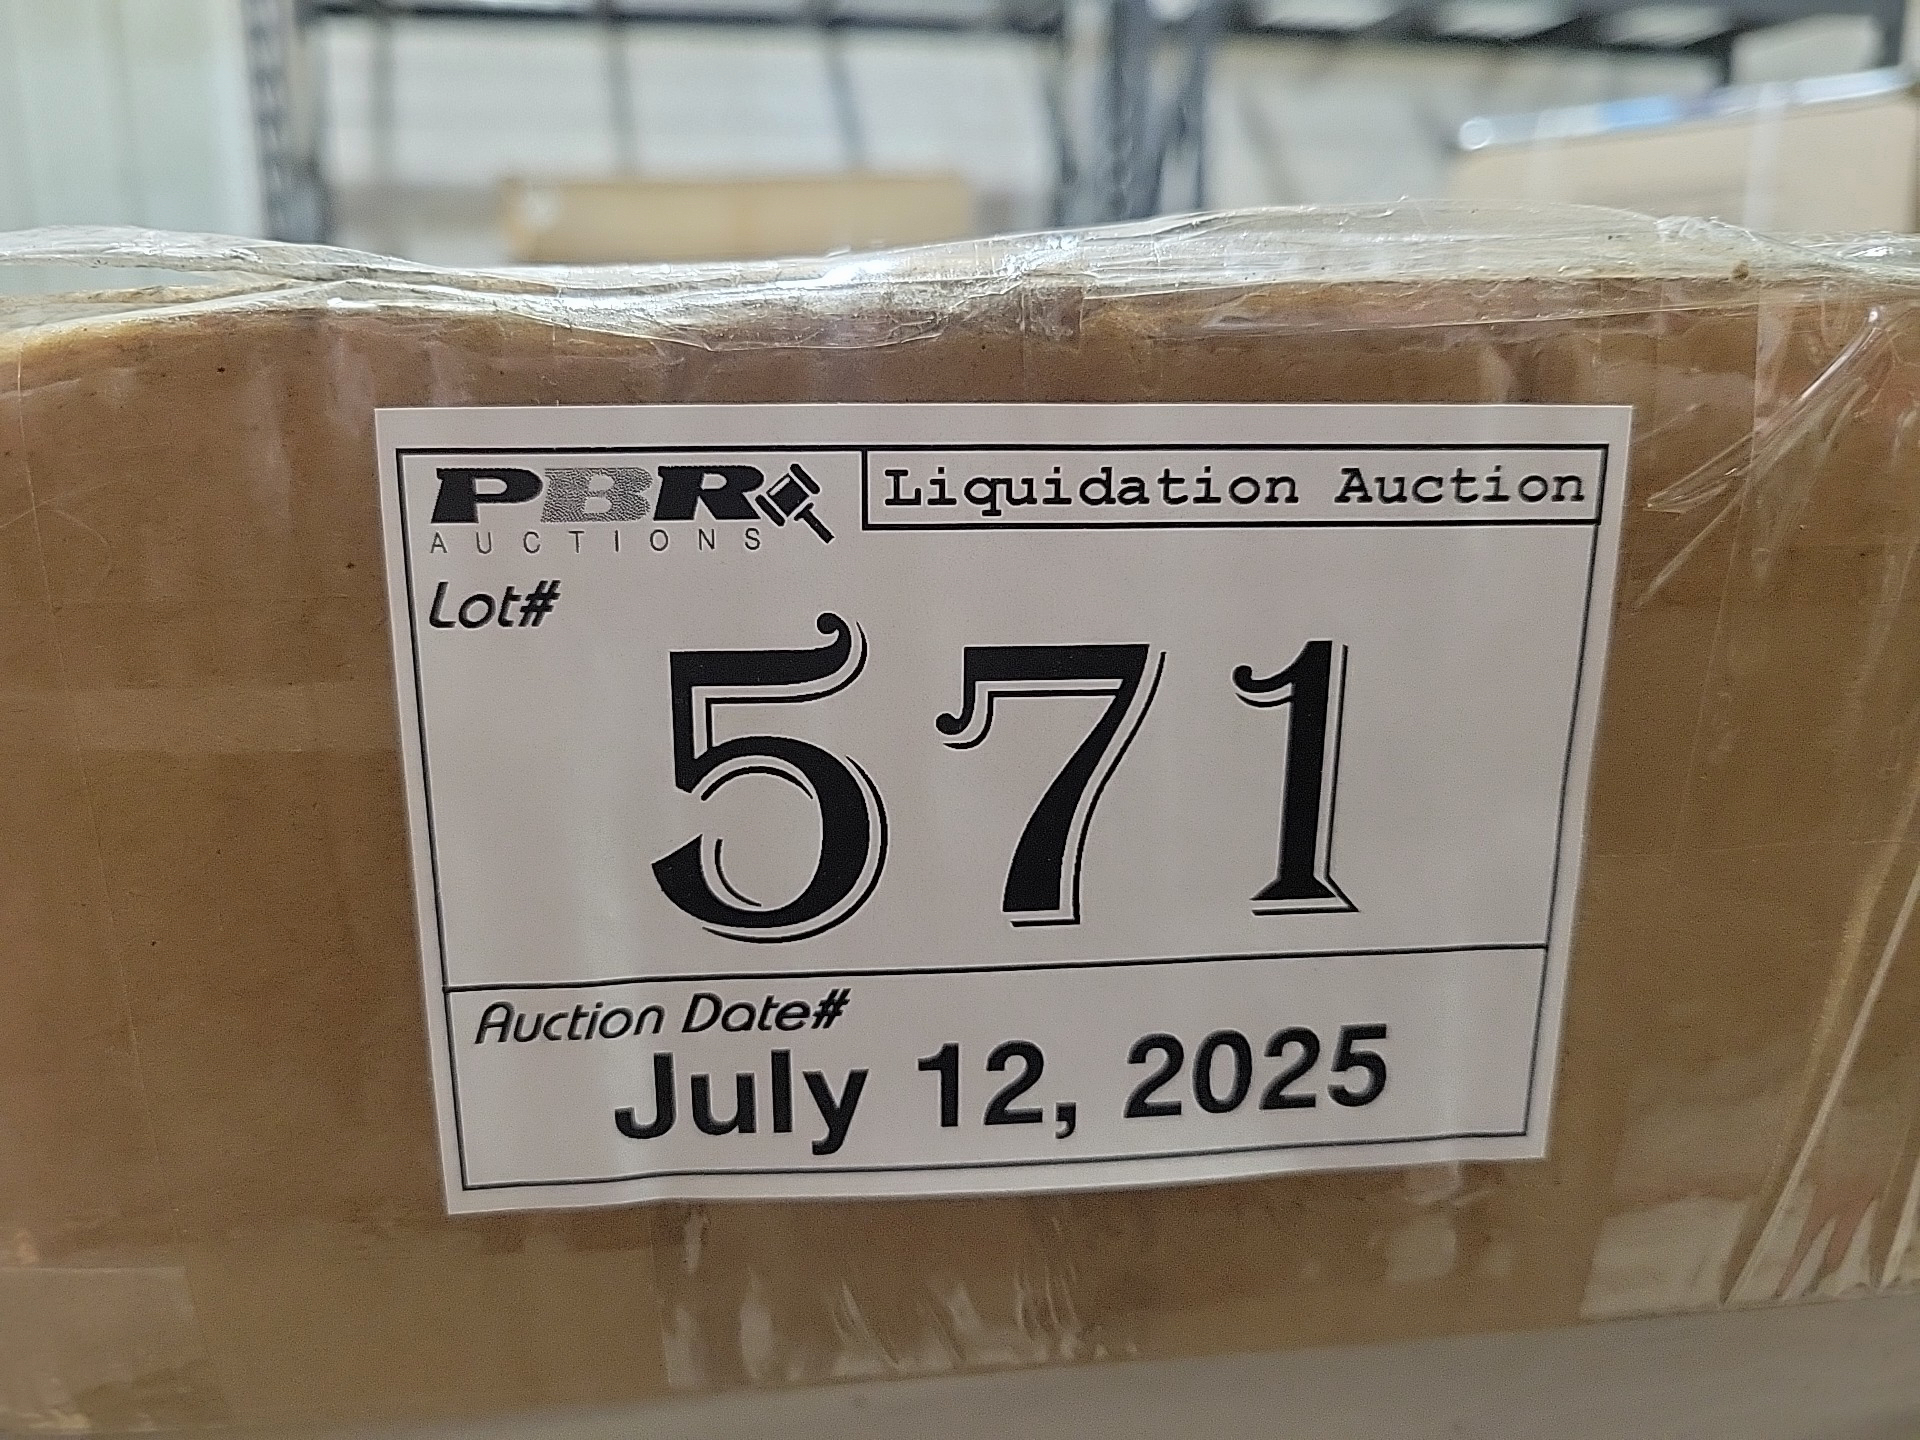 PBR
AUCTIONS
Liquidation Auction
Lot#
571
Auction Date#
July 12, 2025